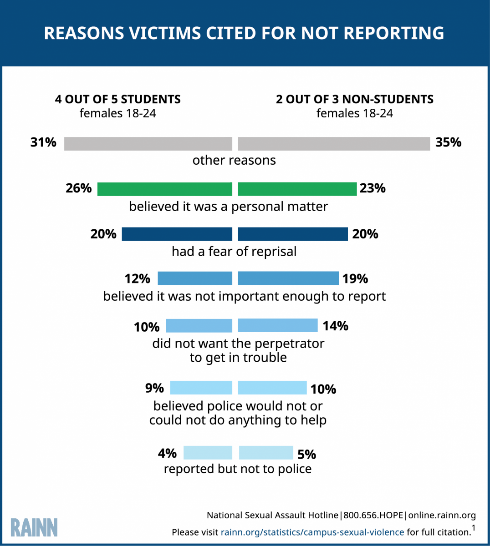 REASONS VICTIMS CITED FOR NOT REPORTING
4 OUT OF 5 STUDENTS
females 18-24
2 OUT OF 3 NON-STUDENTS
females 18-24
31% 35%
other reasons
26% 23%
believed it was a personal matter
20% 20%
had a fear of reprisal
12% 19%
believed it was not important enough to report
10% 14%
did not want the perpetrator
to get in trouble
9% 10%
believed police would not or
could not do anything to help
4% 5%
reported but not to police
National Sexual Assault Hotline|800.656.HOPE|online.rainn.org
Please visit rainn.org/statistics/campus-sexual-violence for full citation.1
RAINN